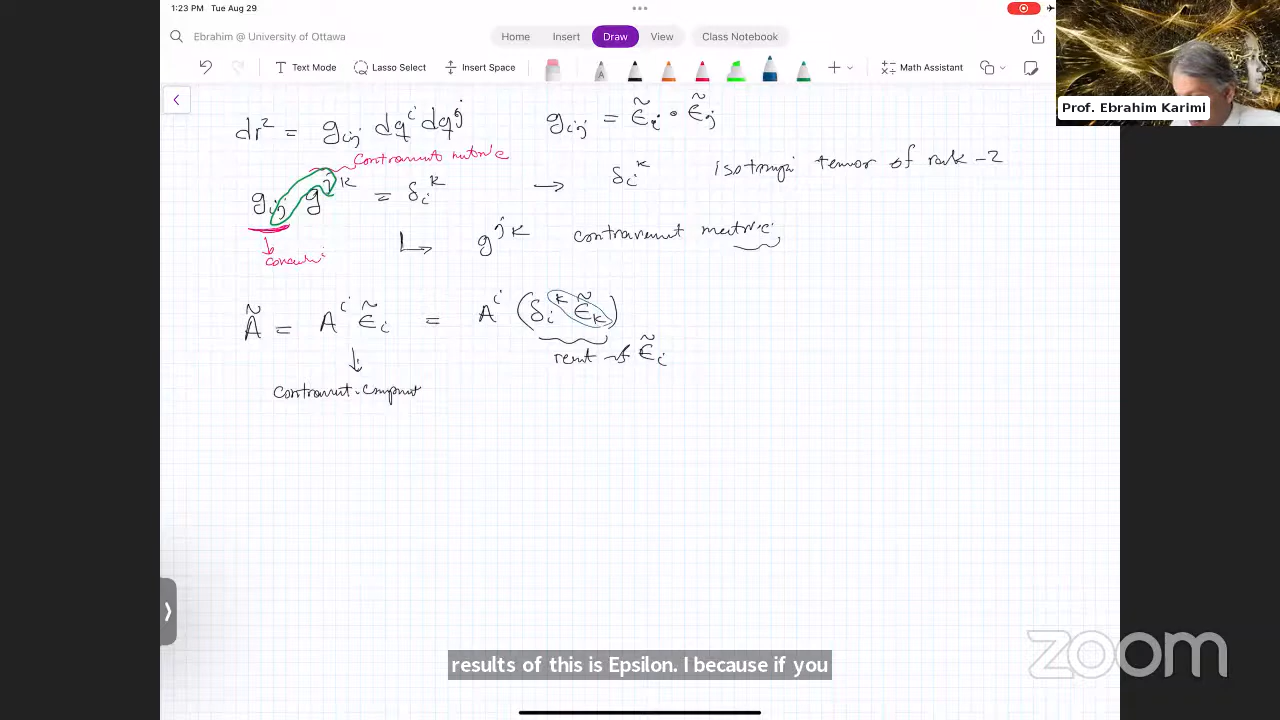 1:23 PM Tue Aug 29
Ebrahim @ University of Ottawa
Home Insert Draw View Class Notebook
Text Mode Lasso Select Insert Space Math Assistant
Prof. Ebrahim Karimi
dr² = g_ij dq^i dq^j g_ij = ε̃_i • ε̃_j
Contravariant metric
g_ij g^jk = δ_i^k → δ_i^k isotropic tensor of rank -2
↳ g^jk contravariant metric
Ã = A^i ε̃_i = A^i (δ_i^k ε̃_k)
result of ε̃_i
contravariant component
results of this is Epsilon. I because if you
zoom